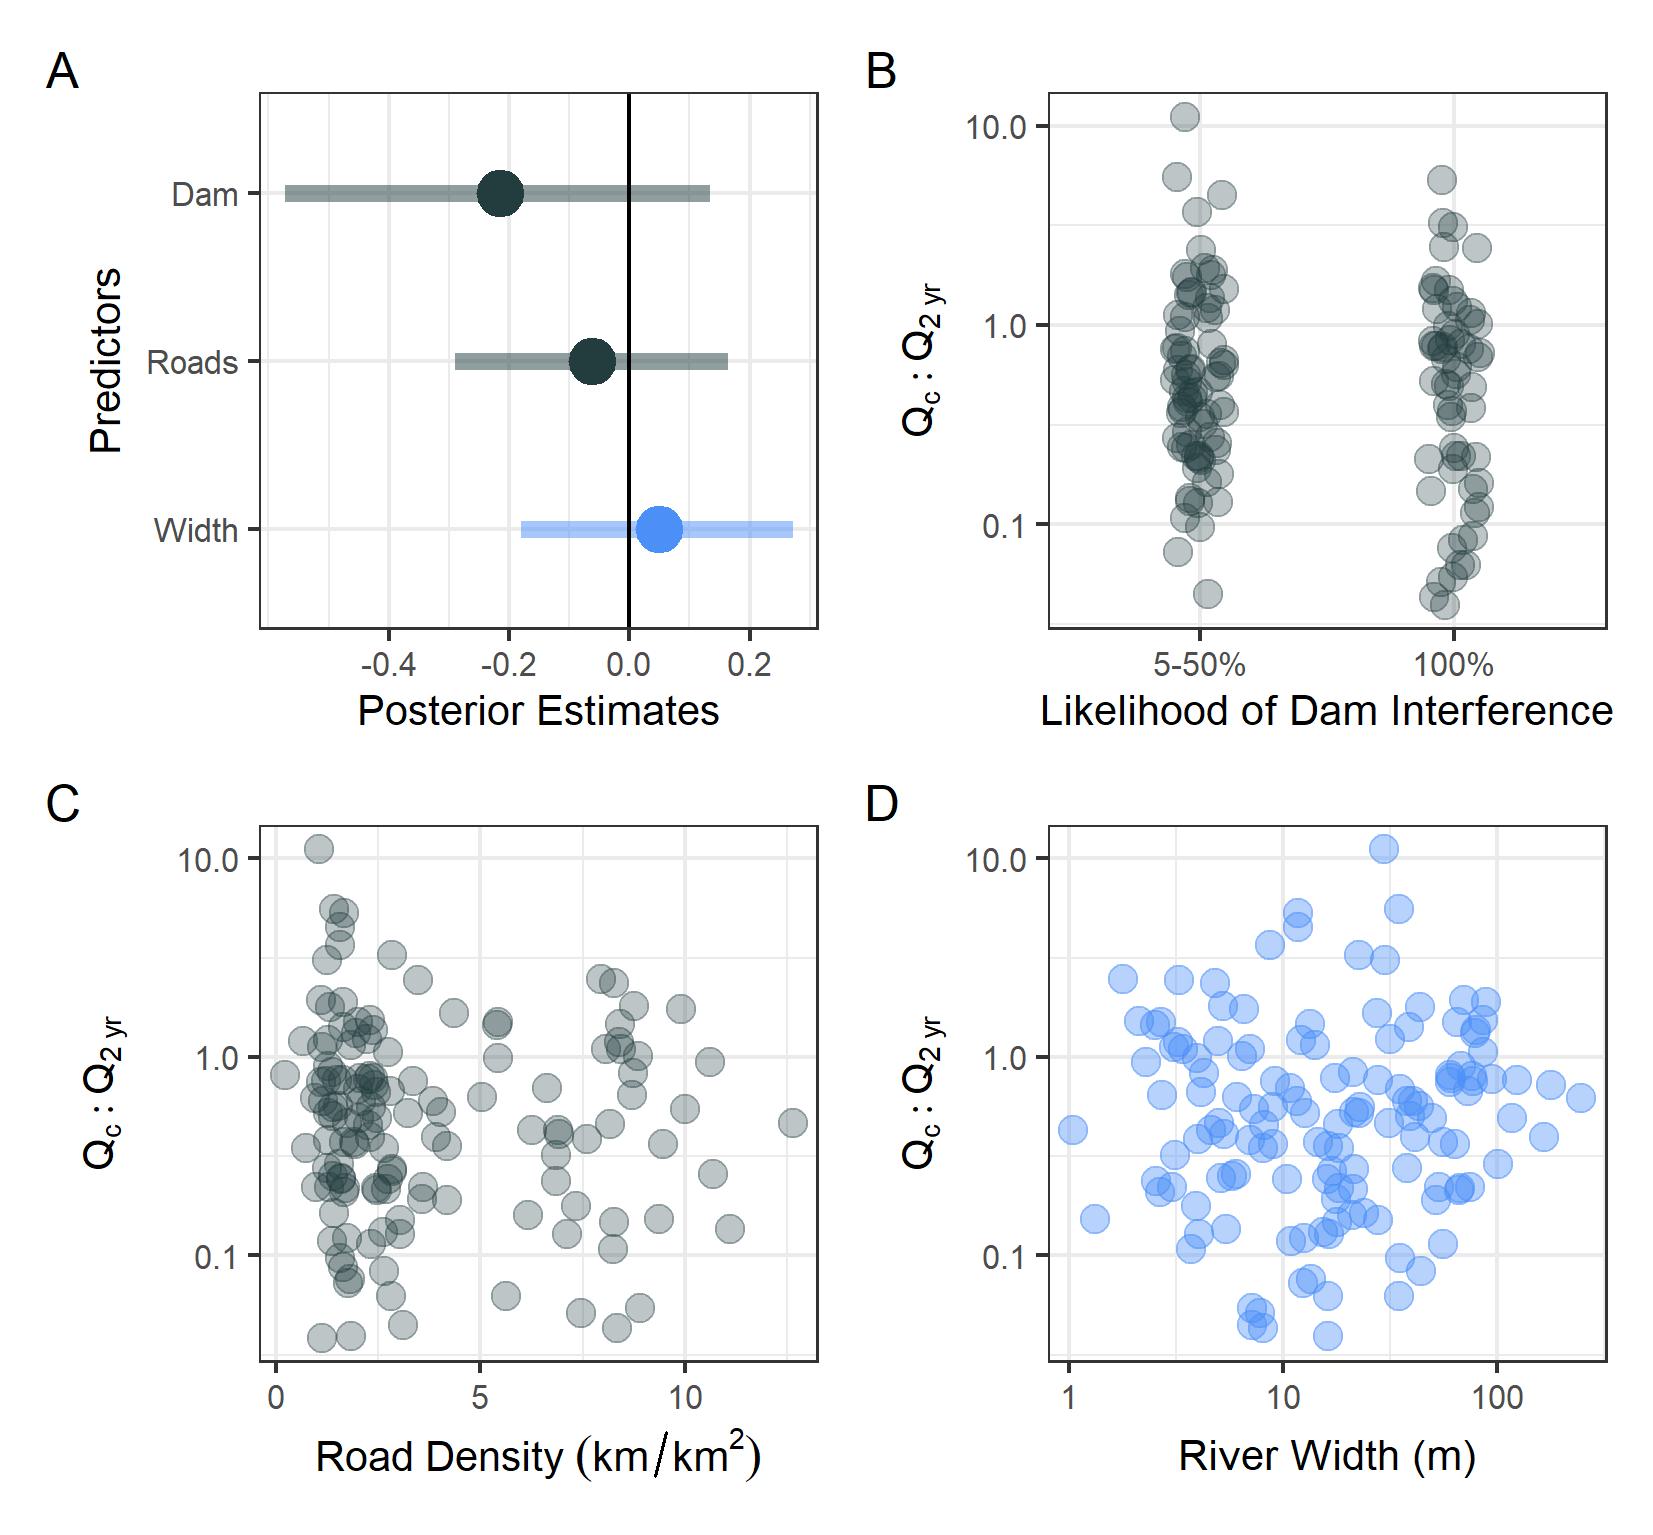 A
Predictors
Dam
Roads
Width
-0.4 -0.2 0.0 0.2
Posterior Estimates
B
Qc : Q2 yr
10.0
1.0
0.1
5-50% 100%
Likelihood of Dam Interference
C
Qc : Q2 yr
10.0
1.0
0.1
0 5 10
Road Density (km/km²)
D
Qc : Q2 yr
10.0
1.0
0.1
1 10 100
River Width (m)